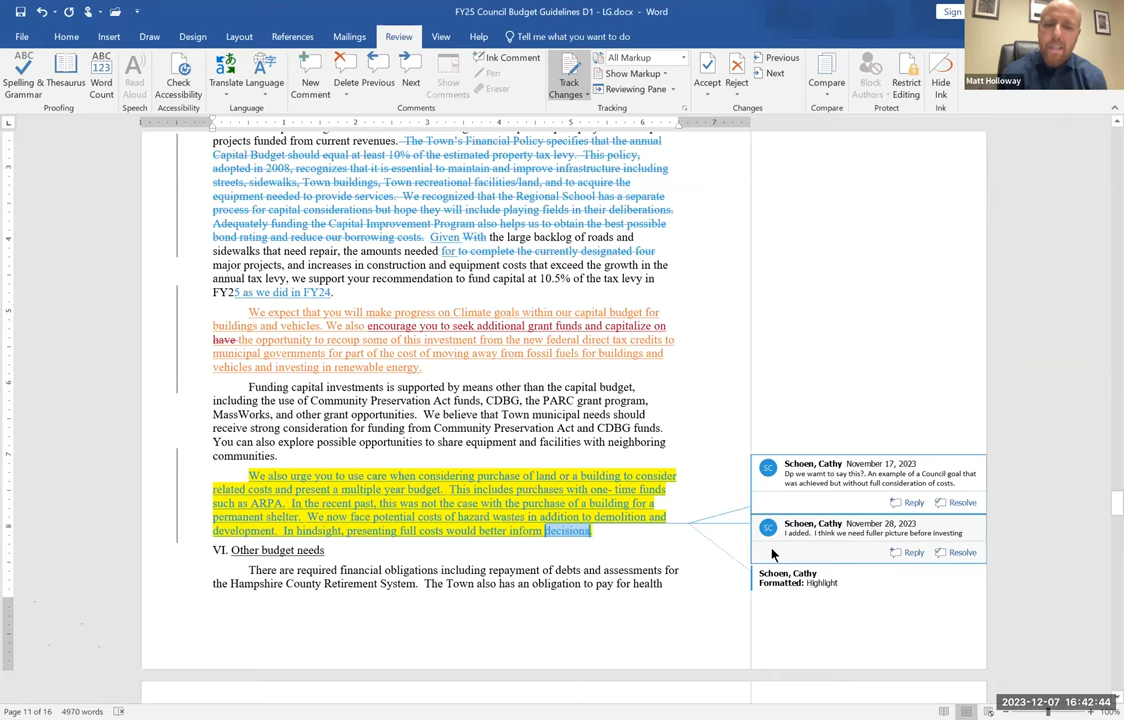 FY25 Council Budget Guidelines D1 - LG.docx - Word
Sign
File Home Insert Draw Design Layout References Mailings Review View Help Tell me what you want to do
ABC
Spelling & Grammar
Thesaurus
ABC 123
Word Count
Proofing
Read Aloud
Speech
Check Accessibility
Accessibility
Translate
Language
Language
New Comment
Delete
Previous
Next
Show Comments
Comments
Ink Comment
Pen
Eraser
Track Changes
All Markup
Show Markup
Reviewing Pane
Tracking
Accept
Reject
Previous
Next
Changes
Compare
Compare
Block Authors
Restrict Editing
Protect
Hide Ink
Ink
Matt Holloway
1 1 2 3 4 5 6 7
projects funded from current revenues. The Town's Financial Policy specifies that the annual
Capital Budget should equal at least 10% of the estimated property tax levy. This policy,
adopted in 2008, recognizes that it is essential to maintain and improve infrastructure including
streets, sidewalks, Town buildings, Town recreational facilities/land, and to acquire the
equipment needed to provide services. We recognized that the Regional School has a separate
process for capital considerations but hope they will include playing fields in their deliberations.
Adequately funding the Capital Improvement Program also helps us to obtain the best possible
bond rating and reduce our borrowing costs. Given With the large backlog of roads and
sidewalks that need repair, the amounts needed for to complete the currently designated four
major projects, and increases in construction and equipment costs that exceed the growth in the
annual tax levy, we support your recommendation to fund capital at 10.5% of the tax levy in
FY25 as we did in FY24.
We expect that you will make progress on Climate goals within our capital budget for
buildings and vehicles. We also encourage you to seek additional grant funds and capitalize on
have the opportunity to recoup some of this investment from the new federal direct tax credits to
municipal governments for part of the cost of moving away from fossil fuels for buildings and
vehicles and investing in renewable energy.
Funding capital investments is supported by means other than the capital budget,
including the use of Community Preservation Act funds, CDBG, the PARC grant program,
MassWorks, and other grant opportunities. We believe that Town municipal needs should
receive strong consideration for funding from Community Preservation Act and CDBG funds.
You can also explore possible opportunities to share equipment and facilities with neighboring
communities.
We also urge you to use care when considering purchase of land or a building to consider
related costs and present a multiple year budget. This includes purchases with one- time funds
such as ARPA. In the recent past, this was not the case with the purchase of a building for a
permanent shelter. We now face potential costs of hazard wastes in addition to demolition and
development. In hindsight, presenting full costs would better inform decisions.
VI. Other budget needs
There are required financial obligations including repayment of debts and assessments for
the Hampshire County Retirement System. The Town also has an obligation to pay for health
SC
Schoen, Cathy November 17, 2023
Dp we wamt to say this?. An example of a Council goal that
was achieved but without full consideration of costs.
Reply Resolve
SC
Schoen, Cathy November 28, 2023
I added. I think we need fuller picture before investing
Reply Resolve
Schoen, Cathy
Formatted: Highlight
Page 11 of 16 4970 words
2023-12-07 16:42:44
100%